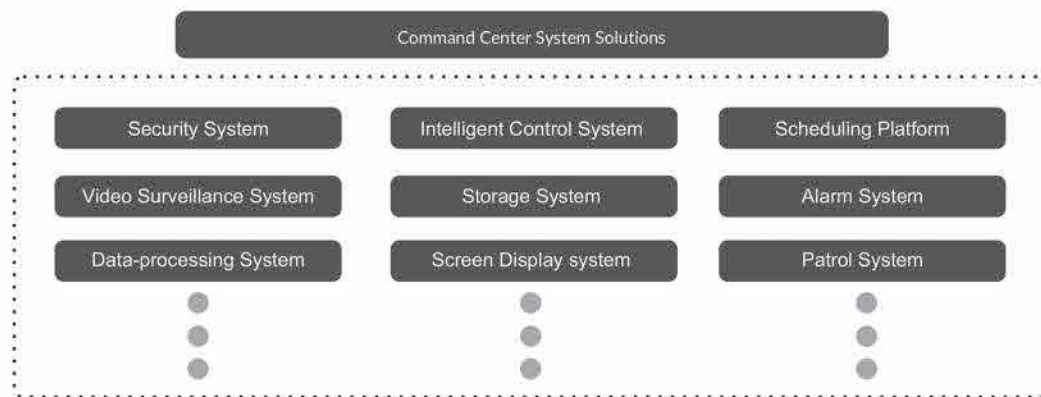 Command Center System Solutions
Security System
Intelligent Control System
Scheduling Platform
Video Surveillance System
Storage System
Alarm System
Data-processing System
Screen Display system
Patrol System